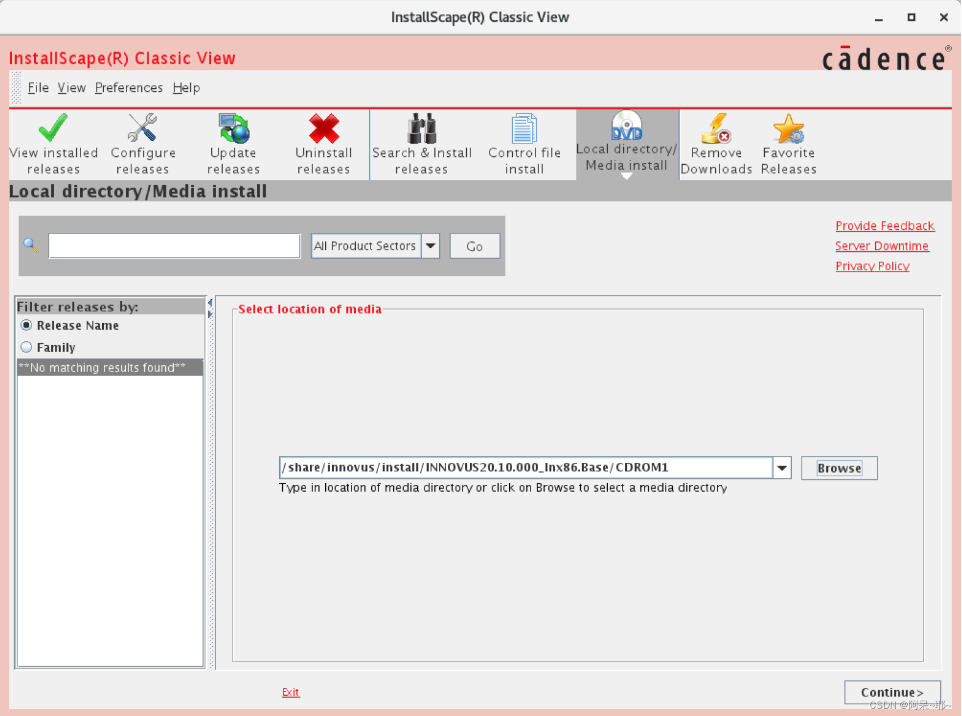 InstallScape(R) Classic View
InstallScape(R) Classic View
cādence®
File View Preferences Help
View installed releases
Configure releases
Update releases
Uninstall releases
Search & Install releases
Control file install
Local directory/ Media install
Remove Downloads
Favorite Releases
Local directory/Media install
All Product Sectors
Go
Provide Feedback
Server Downtime
Privacy Policy
Filter releases by:
Release Name
Family
**No matching results found**
Select location of media
/share/innovus/install/INNOVUS20.10.000_lnx86.Base/CDROM1
Browse
Type in location of media directory or click on Browse to select a media directory
Exit
Continue>